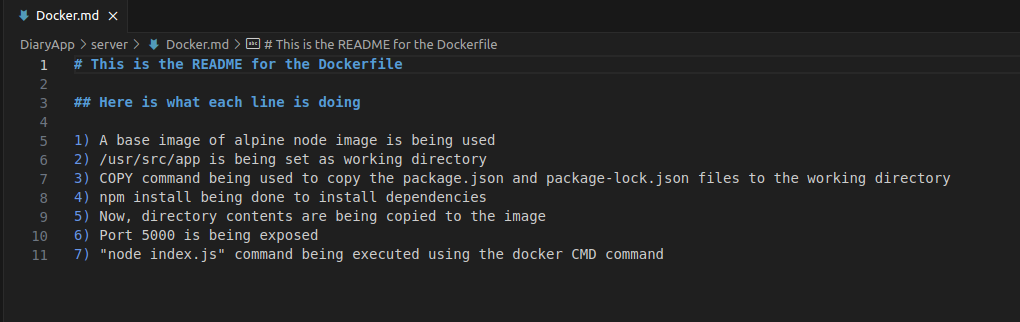 Docker.md ×
DiaryApp > server > Docker.md > abc # This is the README for the Dockerfile
1 # This is the README for the Dockerfile
2
3 ## Here is what each line is doing
4
5 1) A base image of alpine node image is being used
6 2) /usr/src/app is being set as working directory
7 3) COPY command being used to copy the package.json and package-lock.json files to the working directory
8 4) npm install being done to install dependencies
9 5) Now, directory contents are being copied to the image
10 6) Port 5000 is being exposed
11 7) "node index.js" command being executed using the docker CMD command